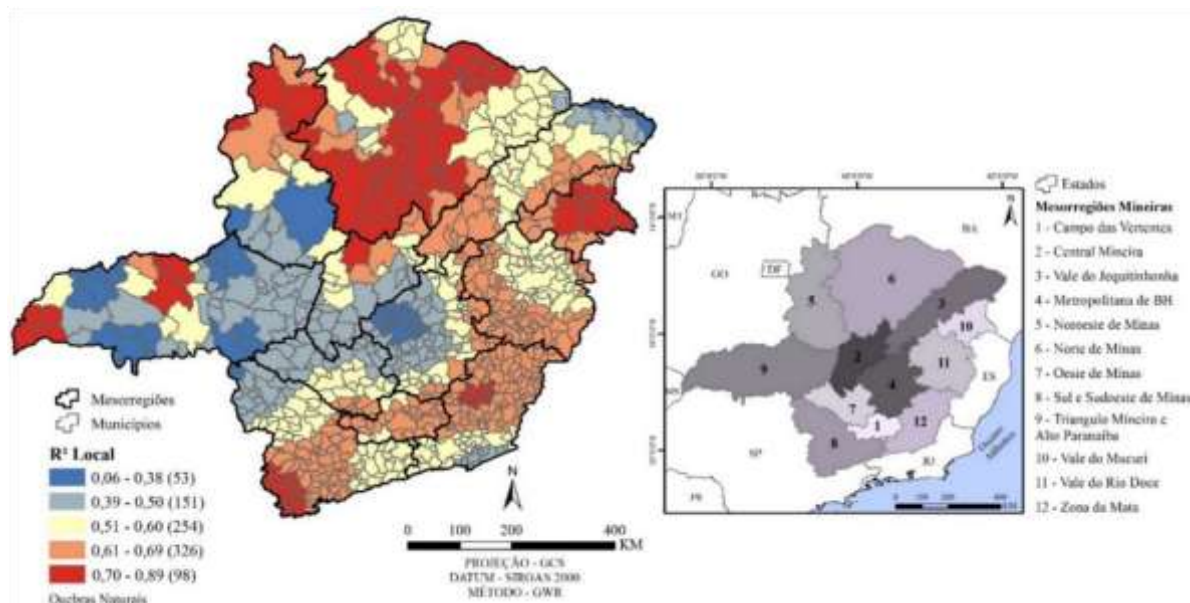 Mesorregiões
Municípios
R² Local
0,06 - 0,38 (53)
0,39 - 0,50 (151)
0,51 - 0,60 (254)
0,61 - 0,69 (326)
0,70 - 0,89 (98)
Quebras Naturais
N
0 100 200 400
KM
PROJEÇÃO - GCS
DATUM - SIRGAS 2000
MÉTODO - GWR
N
MT
BA
GO
DF
ES
SP
RJ
PR
1
2
3
4
5
6
7
8
9
10
11
12
Estados
Mesorregiões Mineiras
1 - Campo das Vertentes
2 - Central Mineira
3 - Vale do Jequitinhonha
4 - Metropolitana de BH
5 - Noroeste de Minas
6 - Norte de Minas
7 - Oeste de Minas
8 - Sul e Sudoeste de Minas
9 - Triangulo Mineiro e
Alto Paranaíba
10 - Vale do Mucuri
11 - Vale do Rio Doce
12 - Zona da Mata